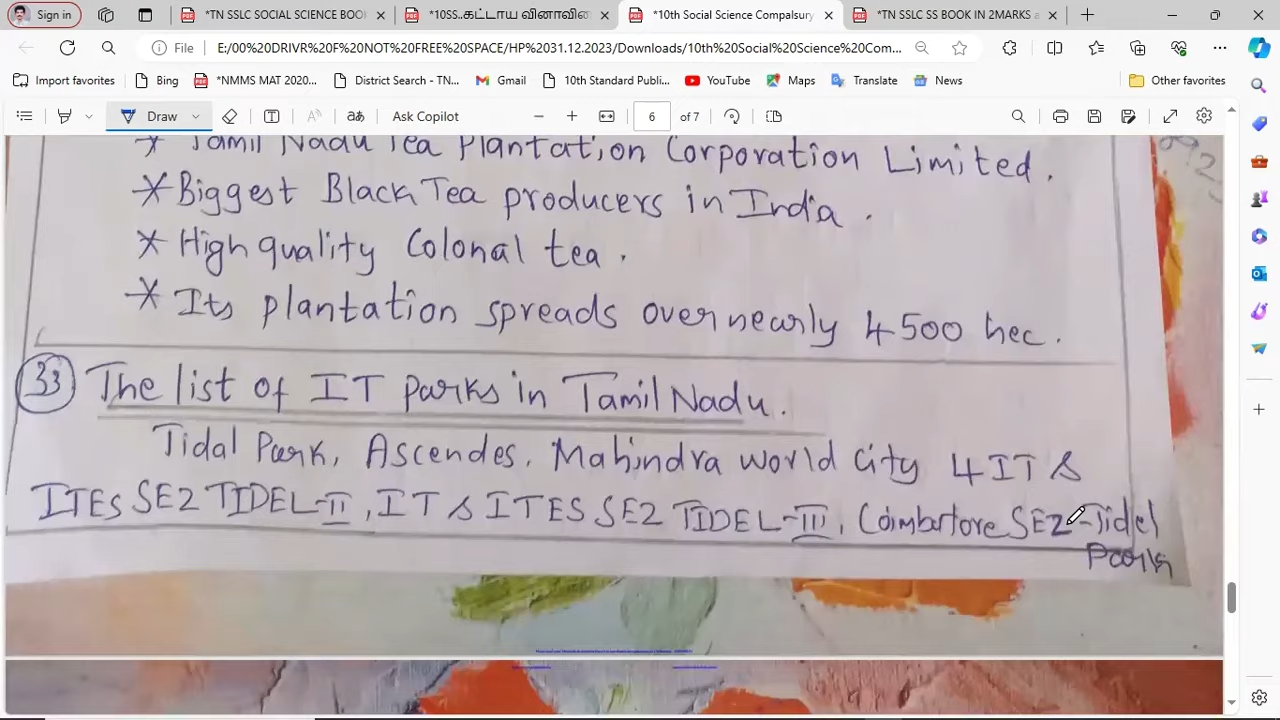 Sign in
*TN SSLC SOCIAL SCIENCE BOO
*10SS..கட்டாய வினாவின
*10th Social Science Compalsury
*TN SSLC SS BOOK IN 2MARKS a
File
E:/00%20DRIVR%20F%20NOT%20FREE%20SPACE/HP%2031.12.2023/Downloads/10th%20Social%20Science%20Com...
Import favorites
Bing
*NMMS MAT 2020...
District Search - TN...
Gmail
10th Standard Publi...
YouTube
Maps
Translate
News
Other favorites
Draw
Ask Copilot
6 of 7
* Tamil Nadu Tea Plantation Corporation Limited.
* Biggest Black Tea producers in India.
* High quality Colonal tea.
* Its plantation spreads over nearly 4500 hec.
33 The list of IT Parks in Tamil Nadu.
Tidal Park, Ascendes, Mahindra world City 4 IT &
ITES SEZ TIDEL-II, IT & ITES SEZ TIDEL-III, Coimbartore SEZ-Tidel
Park